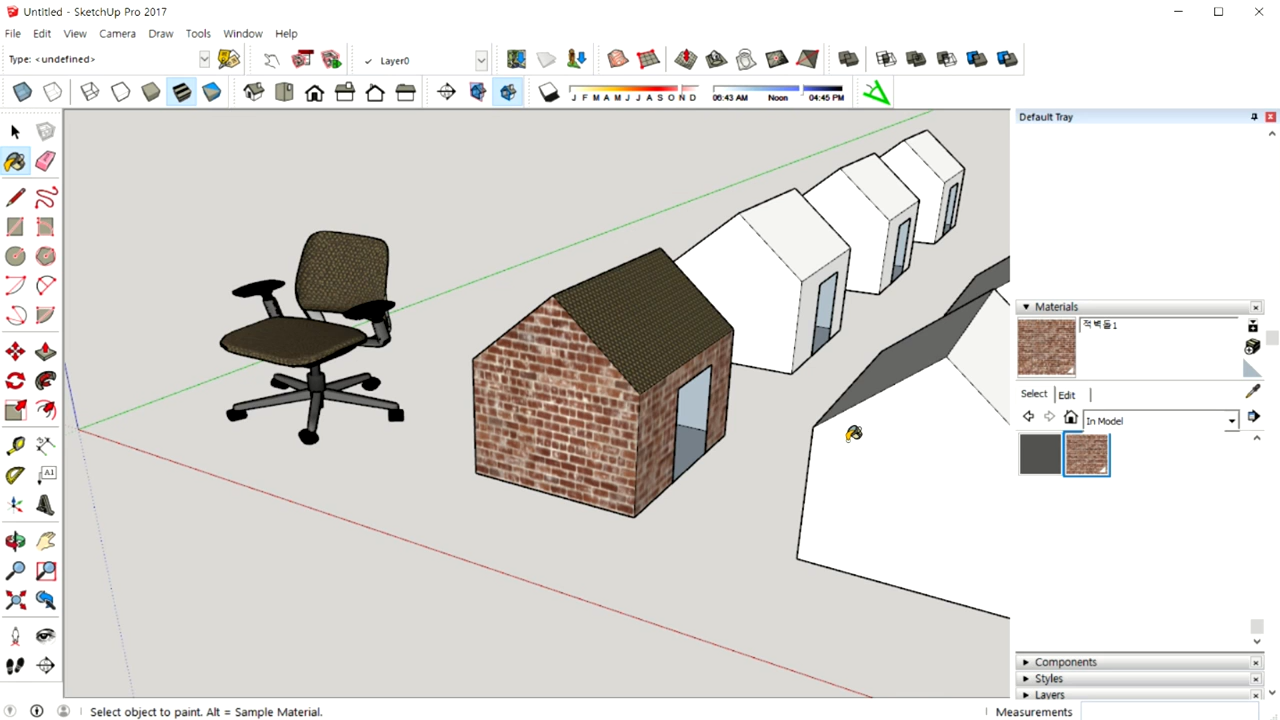 Untitled - SketchUp Pro 2017
File Edit View Camera Draw Tools Window Help
Type: <undefined>
Layer0
J F M A M J J A S O N D
06:43 AM Noon 04:45 PM
Default Tray
Materials
적벽돌1
Select Edit
In Model
A1
Components
Styles
Layers
Select object to paint. Alt = Sample Material.
Measurements